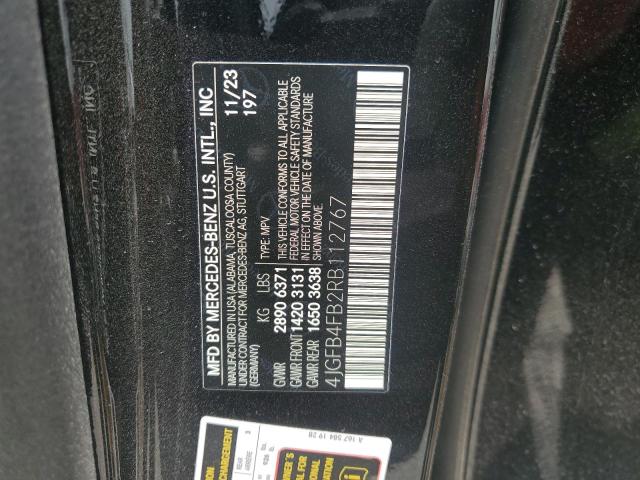 MFD BY MERCEDES-BENZ U.S. INTL., INC
MANUFACTURED IN USA (ALABAMA, TUSCALOOSA COUNTY)
UNDER CONTRACT FOR MERCEDES-BENZ AG, STUTTGART
(GERMANY)
11/23
197
KG LBS
TYPE: MPV
GVWR 2890 6371
GAWR FRONT 1420 3131
GAWR REAR 1650 3638
THIS VEHICLE CONFORMS TO ALL APPLICABLE
FEDERAL MOTOR VEHICLE SAFETY STANDARDS
IN EFFECT ON THE DATE OF MANUFACTURE
SHOWN ABOVE.
4JGFB4FB2RB112767
A 167 584 19 28
REAR
ARRIÈRE
3